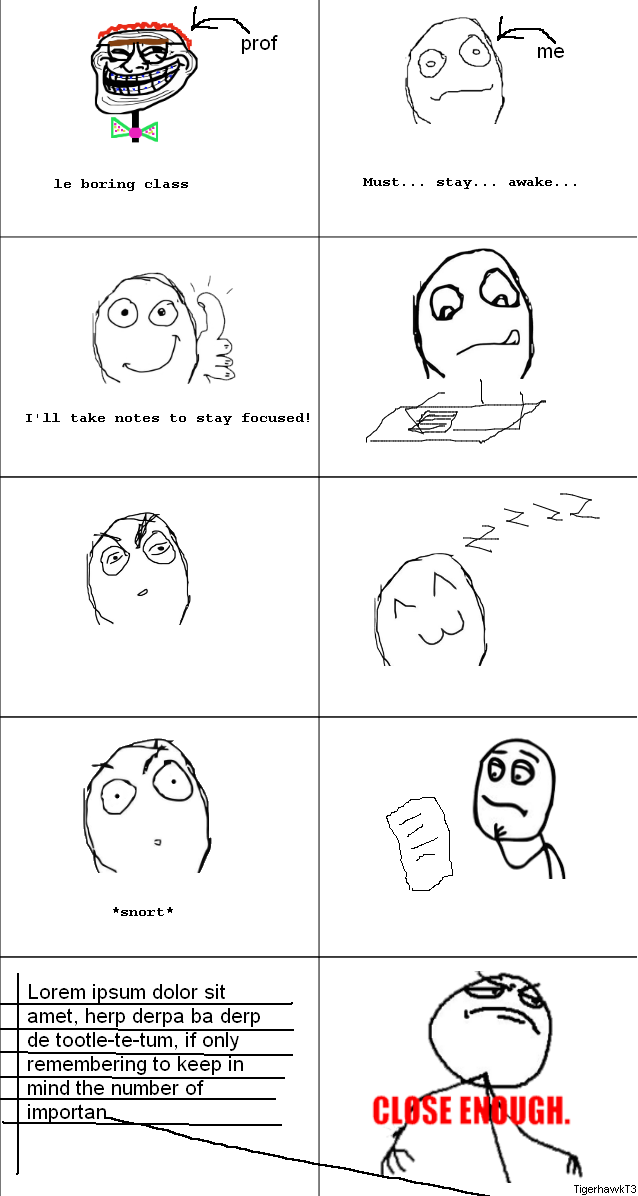 prof
me
le boring class
Must... stay... awake...
I'll take notes to stay focused!
z z z z
*snort*
Lorem ipsum dolor sit
amet, herp derpa ba derp
de tootle-te-tum, if only
remembering to keep in
mind the number of
importan
CLOSE ENOUGH.
TigerhawkT3